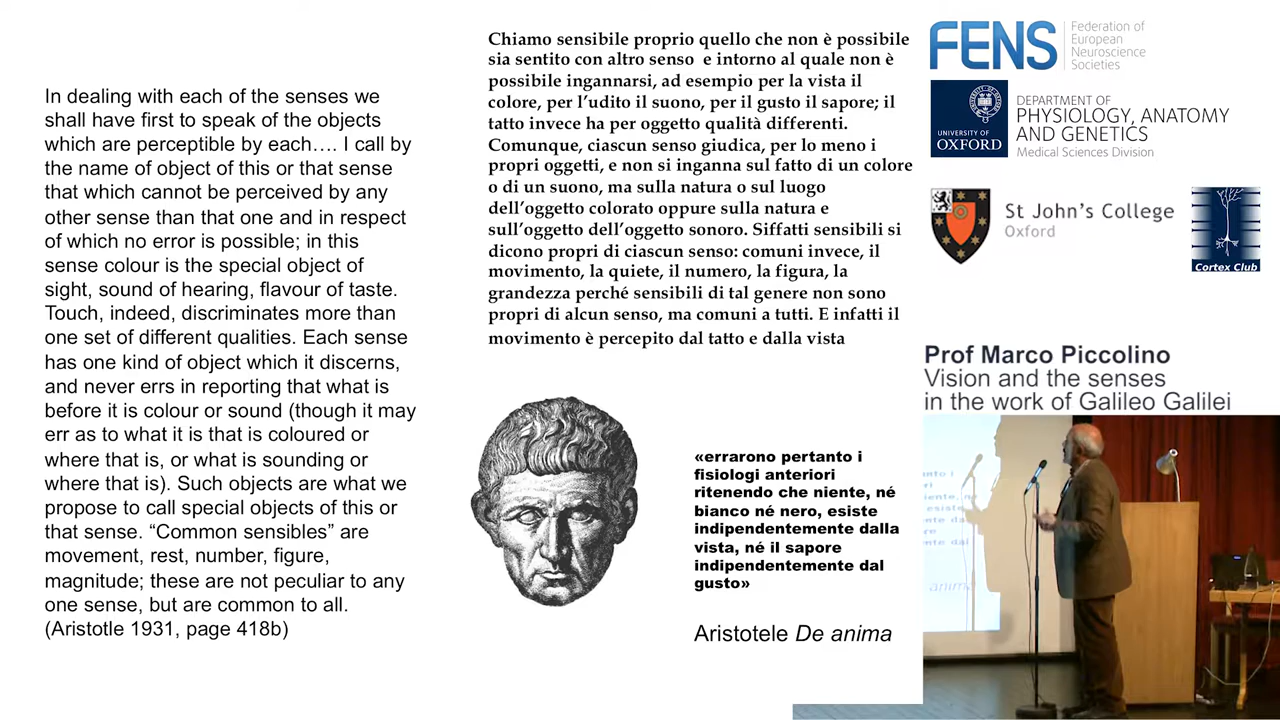 In dealing with each of the senses we
shall have first to speak of the objects
which are perceptible by each…. I call by
the name of object of this or that sense
that which cannot be perceived by any
other sense than that one and in respect
of which no error is possible; in this
sense colour is the special object of
sight, sound of hearing, flavour of taste.
Touch, indeed, discriminates more than
one set of different qualities. Each sense
has one kind of object which it discerns,
and never errs in reporting that what is
before it is colour or sound (though it may
err as to what it is that is coloured or
where that is, or what is sounding or
where that is). Such objects are what we
propose to call special objects of this or
that sense. “Common sensibles” are
movement, rest, number, figure,
magnitude; these are not peculiar to any
one sense, but are common to all.
(Aristotle 1931, page 418b)
Chiamo sensibile proprio quello che non è possibile
sia sentito con altro senso e intorno al quale non è
possibile ingannarsi, ad esempio per la vista il
colore, per l’udito il suono, per il gusto il sapore; il
tatto invece ha per oggetto qualità differenti.
Comunque, ciascun senso giudica, per lo meno i
propri oggetti, e non si inganna sul fatto di un colore
o di un suono, ma sulla natura o sul luogo
dell’oggetto colorato oppure sulla natura e
sull’oggetto dell’oggetto sonoro. Siffatti sensibili si
dicono propri di ciascun senso: comuni invece, il
movimento, la quiete, il numero, la figura, la
grandezza perché sensibili di tal genere non sono
propri di alcun senso, ma comuni a tutti. E infatti il
movimento è percepito dal tatto e dalla vista
«errarono pertanto i
fisiologi anteriori
ritenendo che niente, né
bianco né nero, esiste
indipendentemente dalla
vista, né il sapore
indipendentemente dal
gusto»
Aristotele De anima
FENS
Federation of
European
Neuroscience
Societies
UNIVERSITY OF
OXFORD
DEPARTMENT OF
PHYSIOLOGY, ANATOMY
AND GENETICS
Medical Sciences Division
St John's College
Oxford
Cortex Club
Prof Marco Piccolino
Vision and the senses
in the work of Galileo Galilei